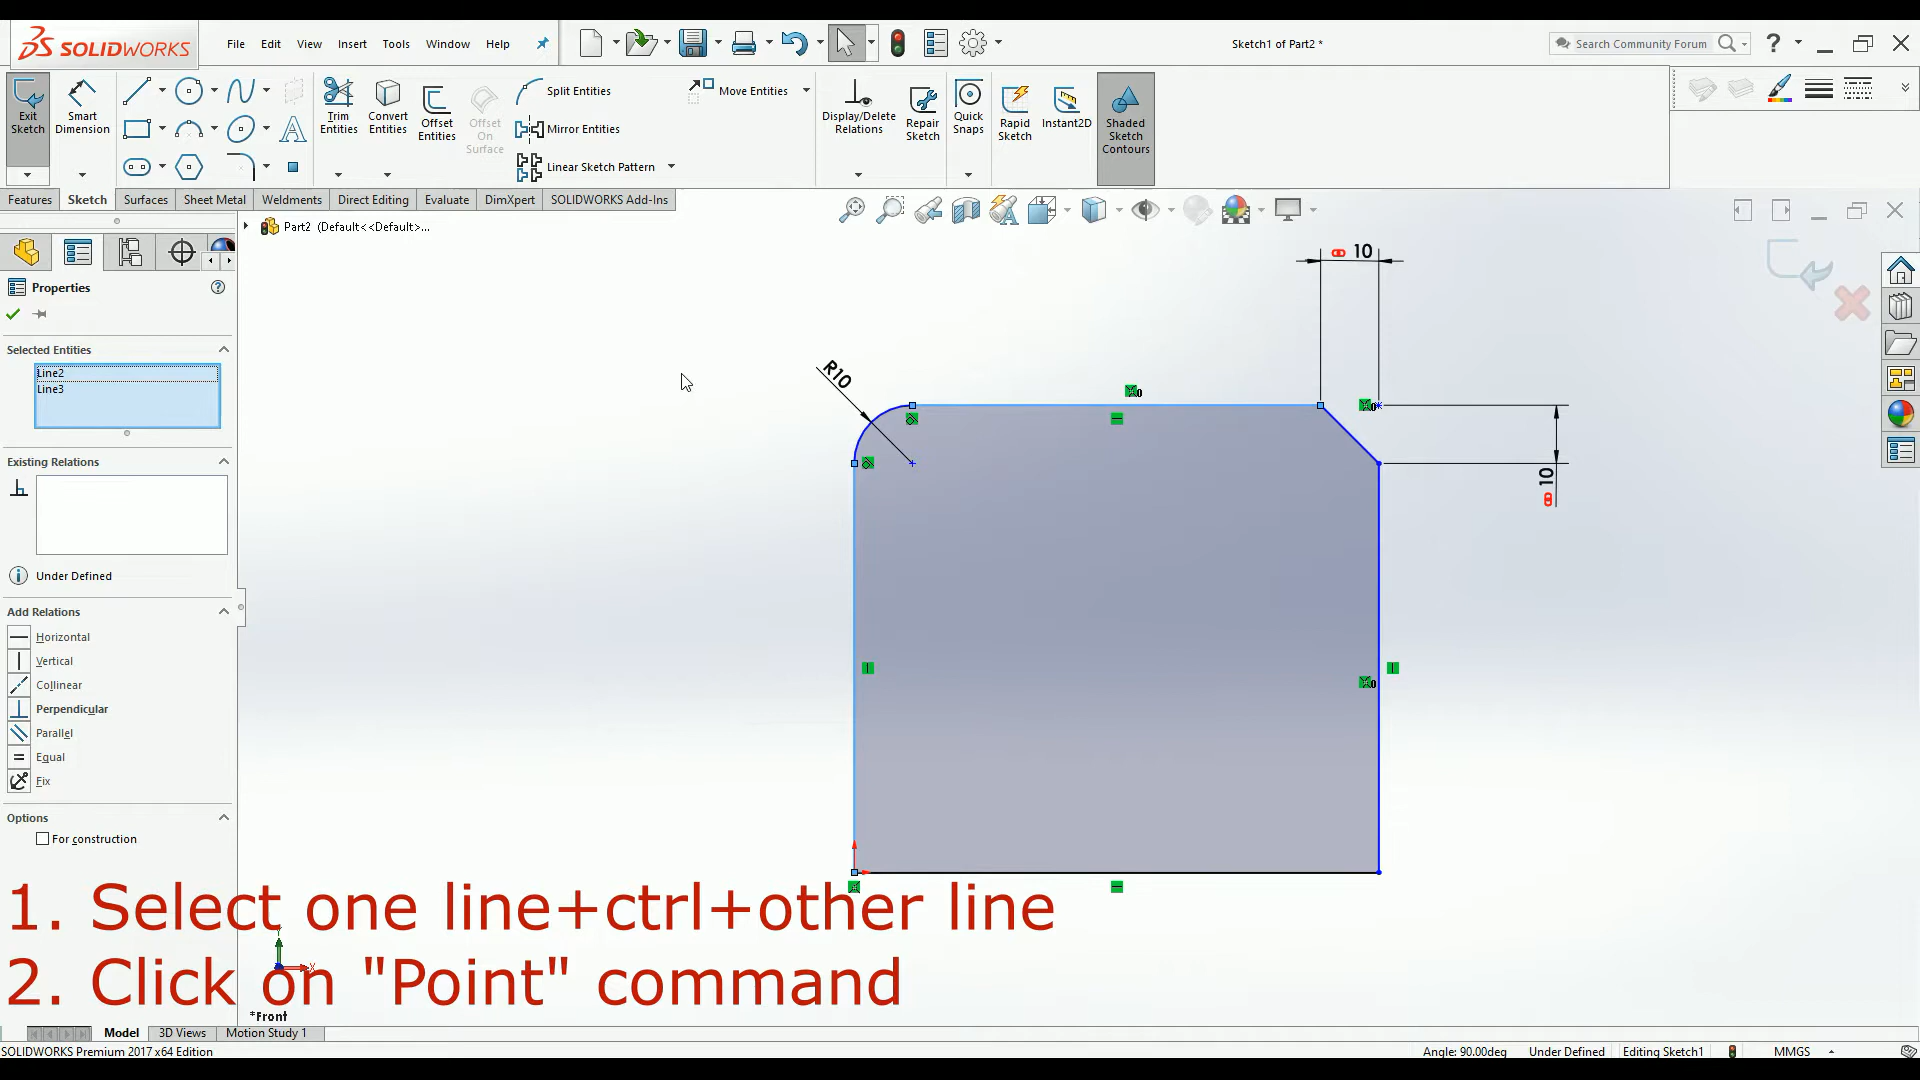 SOLIDWORKS
File Edit View Insert Tools Window Help
Sketch1 of Part2 *
Search Community Forum
?
Exit Sketch
Smart Dimension
Trim Entities
Convert Entities
Offset Entities
Offset On Surface
Split Entities
Mirror Entities
Linear Sketch Pattern
Move Entities
Display/Delete Relations
Repair Sketch
Quick Snaps
Rapid Sketch
Instant2D
Shaded Sketch Contours
Features Sketch Surfaces Sheet Metal Weldments Direct Editing Evaluate DimXpert SOLIDWORKS Add-Ins
Part2 (Default<<Default>...
Properties
?
Selected Entities
Line2
Line3
Existing Relations
Under Defined
Add Relations
Horizontal
Vertical
Collinear
Perpendicular
Parallel
Equal
Fix
Options
For construction
10
R10
10
1. Select one line+ctrl+other line
2. Click on "Point" command
*Front
Model 3D Views Motion Study 1
SOLIDWORKS Premium 2017 x64 Edition
Angle: 90.00deg Under Defined Editing Sketch1 MMGS